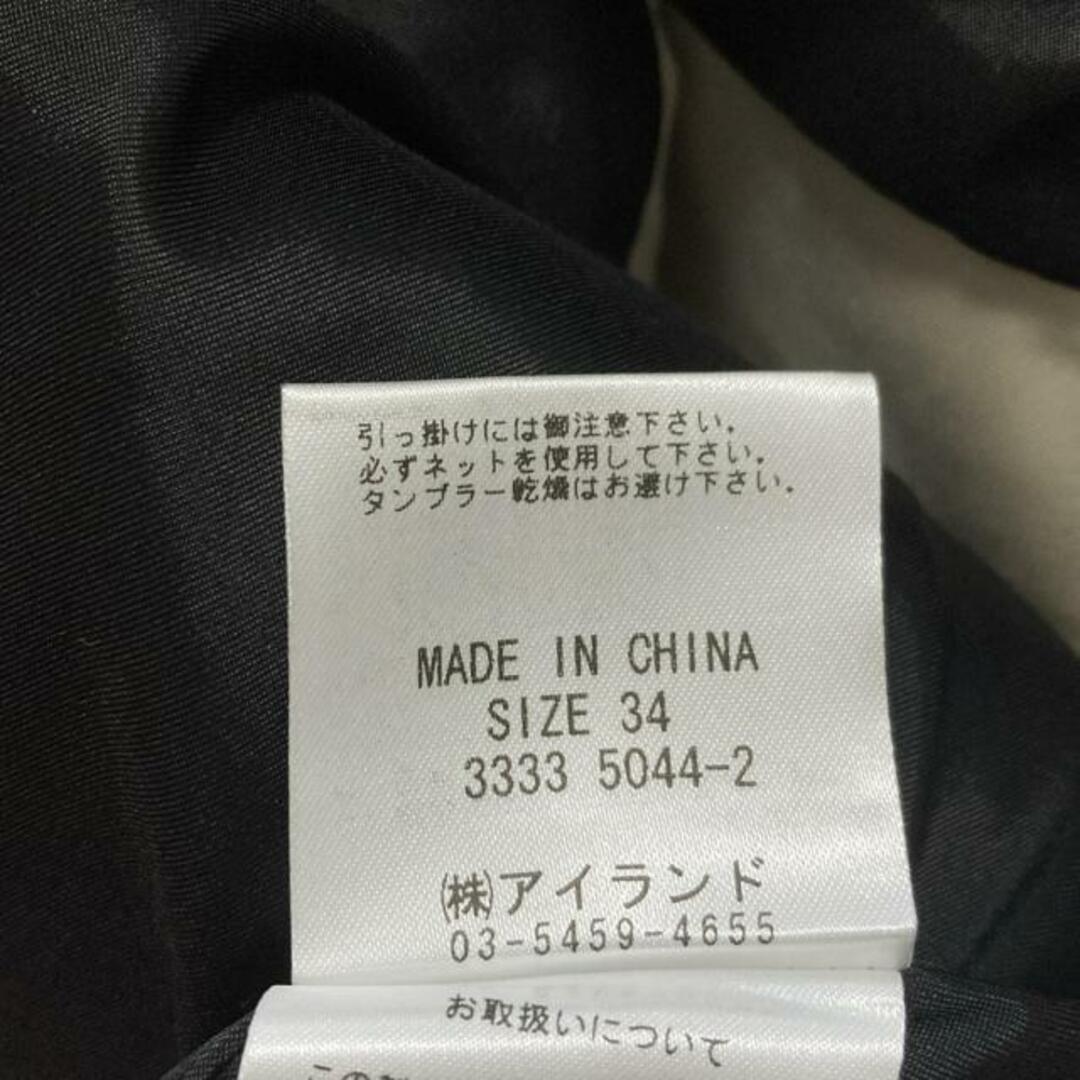 引っ掛けには御注意下さい。
必ずネットを使用して下さい。
タンブラー乾燥はお避け下さい。
MADE IN CHINA
SIZE 34
3333 5044-2
㈱アイランド
03-5459-4655
お取扱いについて
この